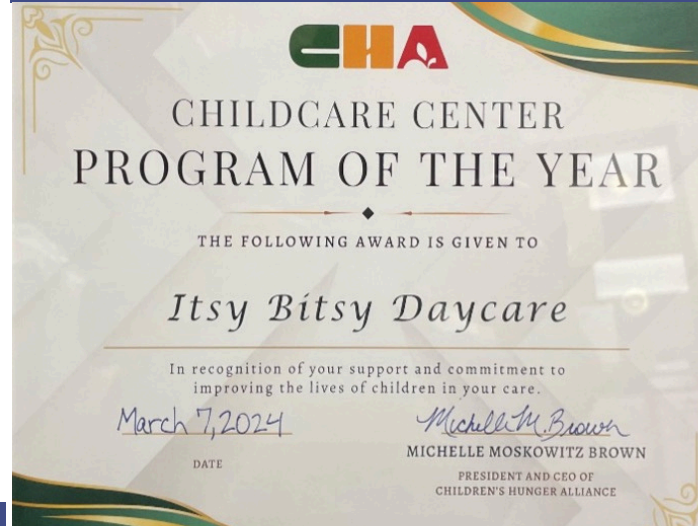 CHA
CHILDCARE CENTER
PROGRAM OF THE YEAR
THE FOLLOWING AWARD IS GIVEN TO
Itsy Bitsy Daycare
In recognition of your support and commitment to
improving the lives of children in your care.
March 7, 2024
Michelle M. Brown
DATE
MICHELLE MOSKOWITZ BROWN
PRESIDENT AND CEO OF
CHILDREN'S HUNGER ALLIANCE